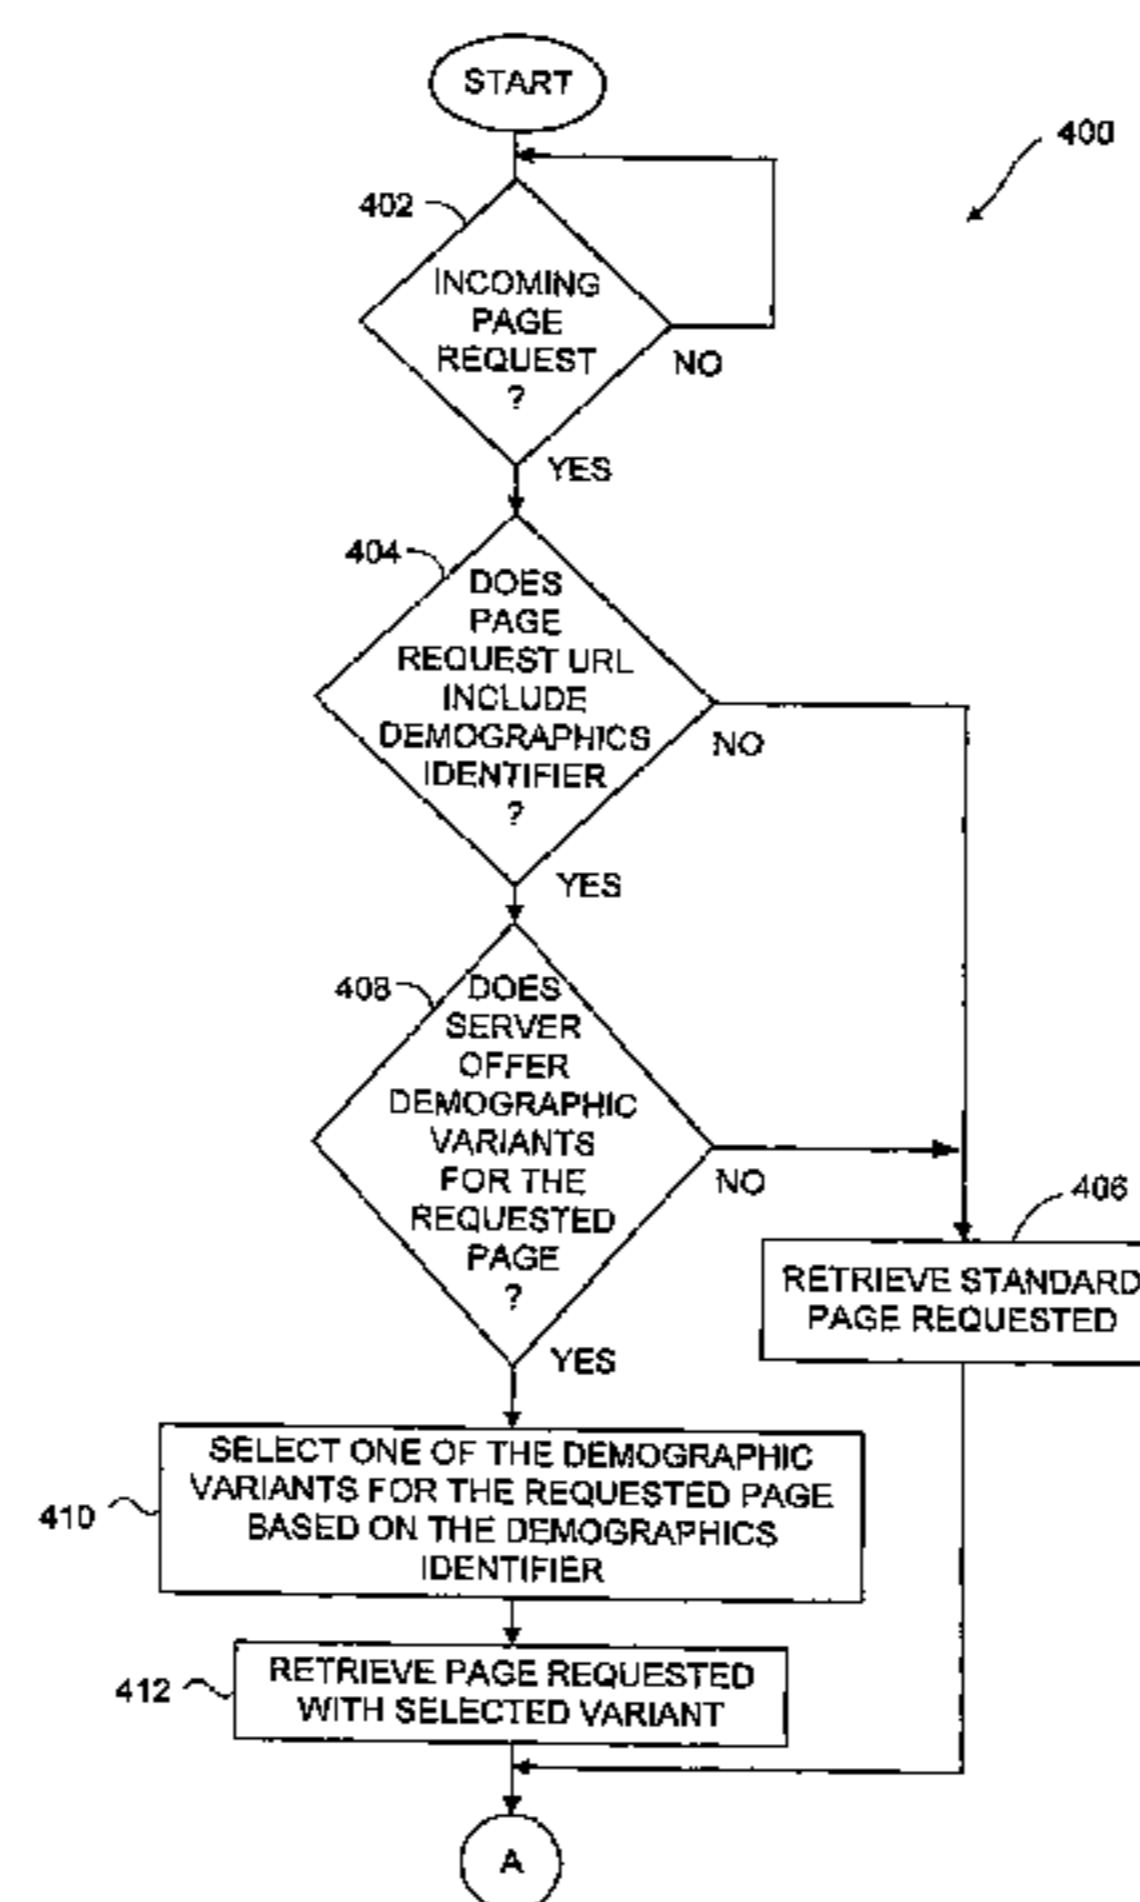 START
400
402
INCOMING
PAGE
REQUEST
?
NO
YES
404
DOES
PAGE
REQUEST URL
INCLUDE
DEMOGRAPHICS
IDENTIFIER
?
NO
YES
408
DOES
SERVER
OFFER
DEMOGRAPHIC
VARIANTS
FOR THE
REQUESTED
PAGE
?
NO
YES
406
RETRIEVE STANDARD
PAGE REQUESTED
410
SELECT ONE OF THE DEMOGRAPHIC
VARIANTS FOR THE REQUESTED PAGE
BASED ON THE DEMOGRAPHICS
IDENTIFIER
412
RETRIEVE PAGE REQUESTED
WITH SELECTED VARIANT
A